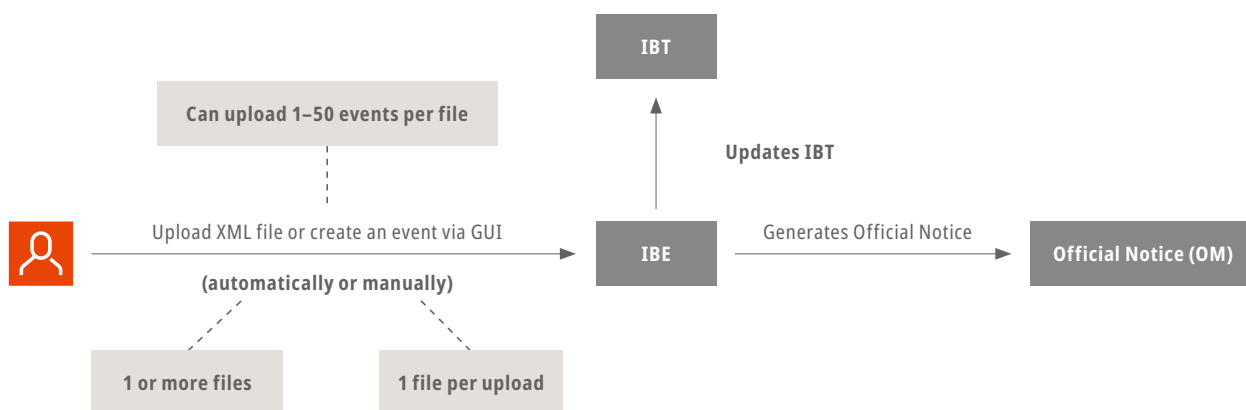 IBT
Can upload 1–50 events per file
Updates IBT
Upload XML file or create an event via GUI
(automatically or manually)
IBE
Generates Official Notice
Official Notice (OM)
1 or more files
1 file per upload